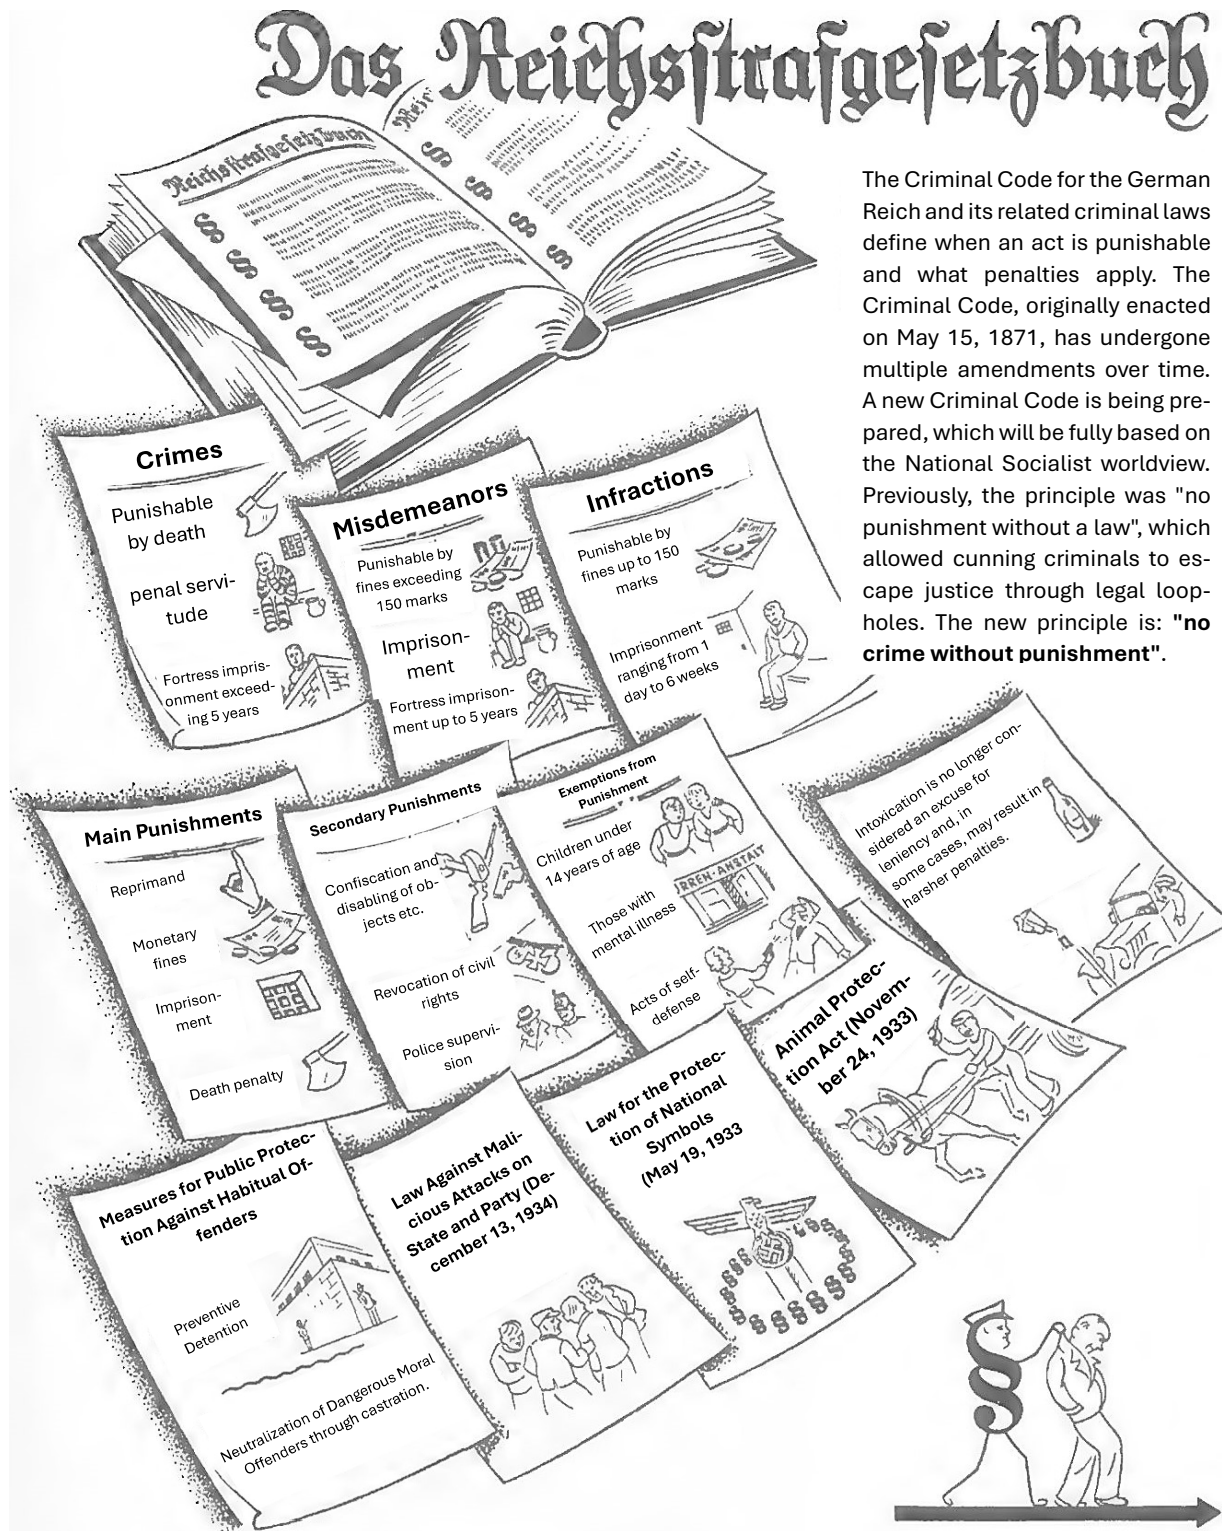 Das Reichsstrafgesetzbuch
Reichsstrafgesetzbuch
Reic
§ § § § §
§ § § §
The Criminal Code for the German
Reich and its related criminal laws
define when an act is punishable
and what penalties apply. The
Criminal Code, originally enacted
on May 15, 1871, has undergone
multiple amendments over time.
A new Criminal Code is being pre-
pared, which will be fully based on
the National Socialist worldview.
Previously, the principle was "no
punishment without a law", which
allowed cunning criminals to es-
cape justice through legal loop-
holes. The new principle is: "no
crime without punishment".
Crimes
Punishable
by death
penal servi-
tude
Fortress impris-
onment exceed-
ing 5 years
Misdemeanors
Punishable by
fines exceeding
150 marks
Imprison-
ment
Fortress imprison-
ment up to 5 years
Infractions
Punishable by
fines up to 150
marks
Imprisonment
ranging from 1
day to 6 weeks
Main Punishments
Reprimand
Monetary
fines
Imprison-
ment
Death penalty
Secondary Punishments
Confiscation and
disabling of ob-
jects etc.
Revocation of civil
rights
Police supervi-
sion
Exemptions from
Punishment
Children under
14 years of age
Those with
mental illness
RREN-ANSTALT
Acts of self-
defense
Intoxication is no longer con-
sidered an excuse for
leniency and, in
some cases, may result in
harsher penalties.
Measures for Public Protec-
tion Against Habitual Of-
fenders
Preventive
Detention
Neutralization of Dangerous Moral
Offenders through castration.
Law Against Mali-
cious Attacks on
State and Party (De-
cember 13, 1934)
Law for the Protec-
tion of National
Symbols
(May 19, 1933
Animal Protec-
tion Act (Novem-
ber 24, 1933)
§